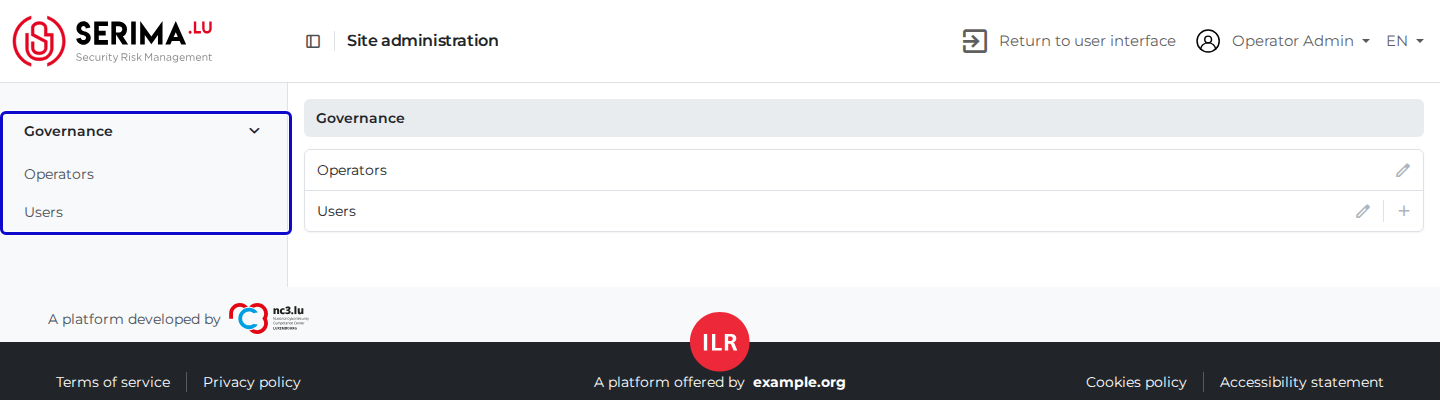 SERIMA.LU
Security Risk Management
Site administration
Return to user interface
Operator Admin
EN
Governance
Operators
Users
Governance
Operators
Users
A platform developed by
nc3.lu
LUXEMBOURG
ILR
Terms of service
Privacy policy
A platform offered by example.org
Cookies policy
Accessibility statement